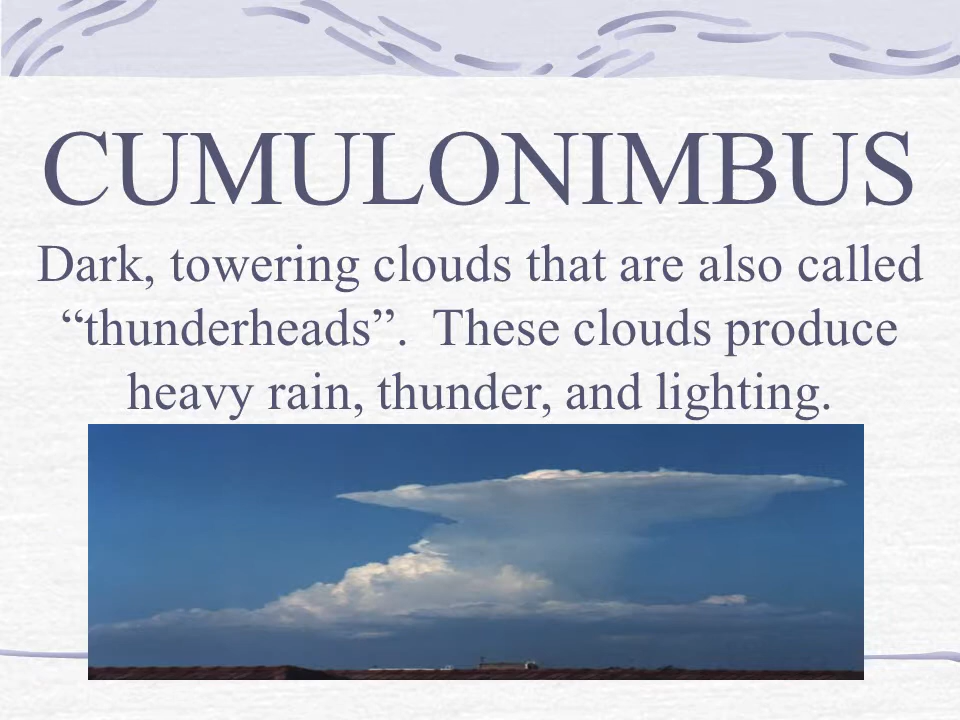 CUMULONIMBUS
Dark, towering clouds that are also called
“thunderheads”.  These clouds produce
heavy rain, thunder, and lighting.